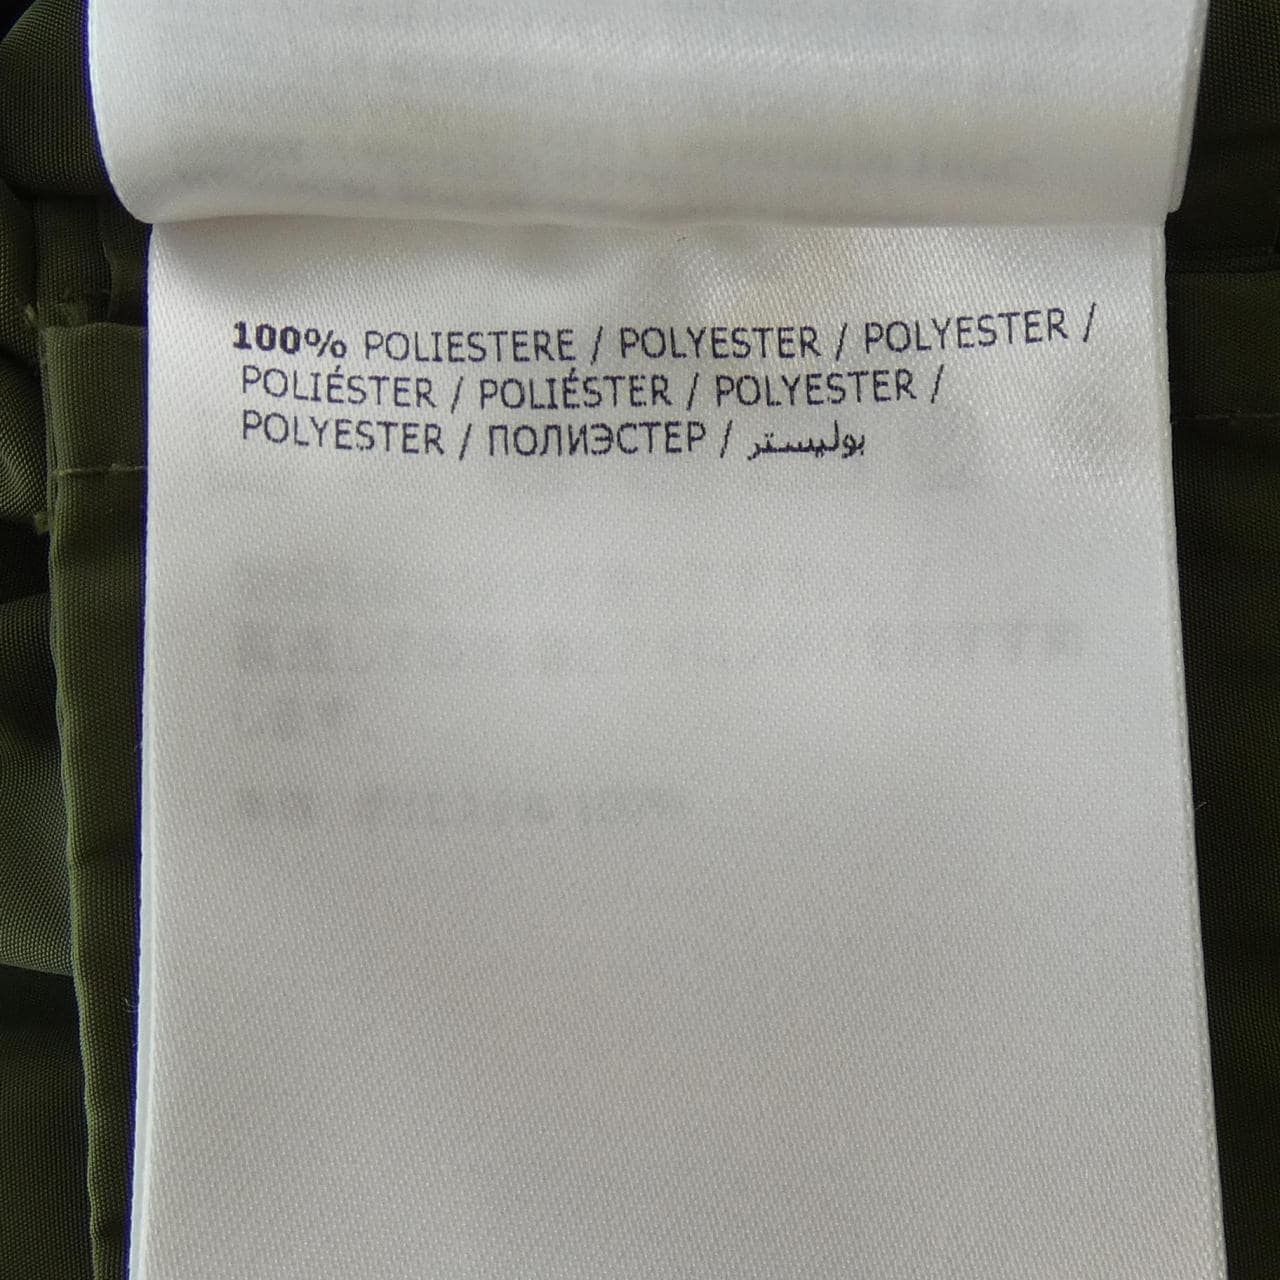 100% POLIESTERE / POLYESTER / POLYESTER /
POLIÉSTER / POLIÉSTER / POLYESTER /
POLYESTER / ПОЛИЭСТЕР / بوليستر